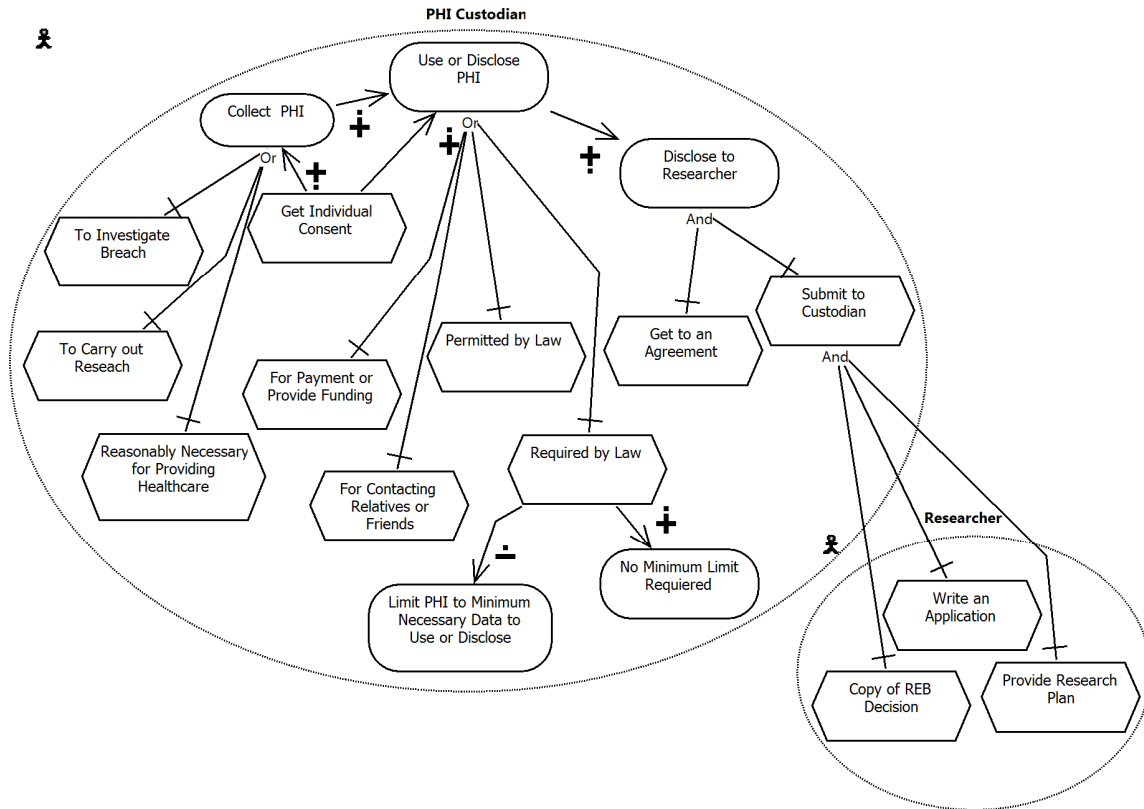 PHI Custodian
Use or Disclose
PHI
Collect PHI
Or
Or
Disclose to
Researcher
And
Get Individual
Consent
To Investigate
Breach
Submit to
Custodian
And
To Carry out
Reseach
For Payment or
Provide Funding
Permitted by Law
Get to an
Agreement
Reasonably Necessary
for Providing
Healthcare
For Contacting
Relatives or
Friends
Required by Law
Researcher
No Minimum Limit
Requiered
Limit PHI to Minimum
Necessary Data to
Use or Disclose
Write an
Application
Copy of REB
Decision
Provide Research
Plan